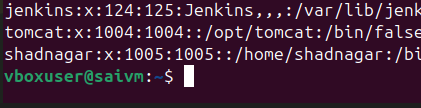 jenkins:x:124:125:Jenkins,,,:/var/lib/jenk
tomcat:x:1004:1004::/opt/tomcat:/bin/false
shadnagar:x:1005:1005::/home/shadnagar:/bi
vboxuser@saivm:~$